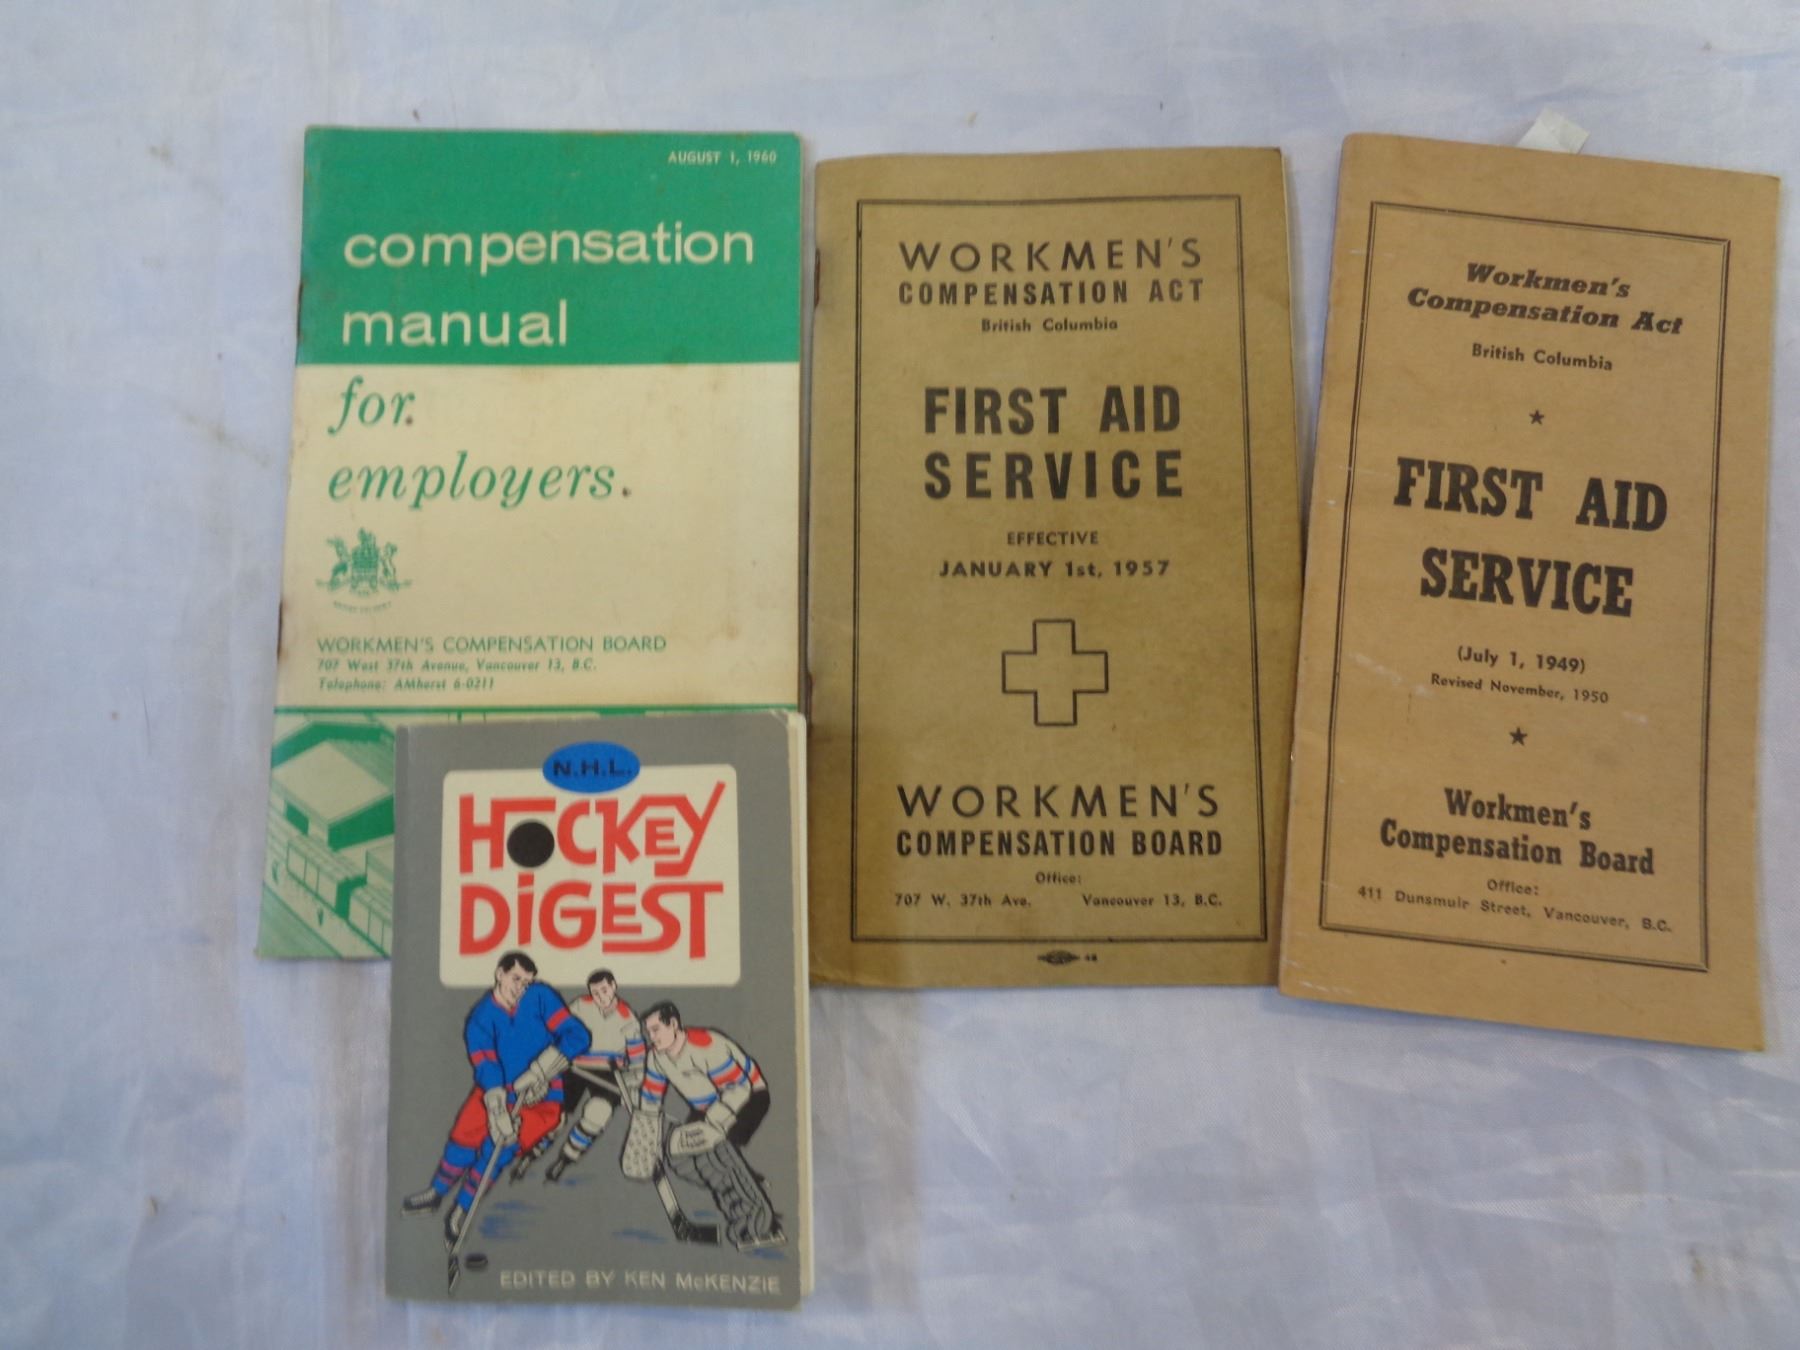 AUGUST 1, 1960
compensation
manual
for
employers.
WORKMEN'S COMPENSATION BOARD
707 West 37th Avenue, Vancouver 13, B.C.
Telephone: AMherst 6-0211
N.H.L.
HOCKEY
DIGEST
EDITED BY KEN McKENZIE
WORKMEN'S
COMPENSATION ACT
British Columbia
FIRST AID
SERVICE
EFFECTIVE
JANUARY 1st, 1957
WORKMEN'S
COMPENSATION BOARD
Office:
707 W. 37th Ave. Vancouver 13, B.C.
Workmen's
Compensation Act
British Columbia
FIRST AID
SERVICE
(July 1, 1949)
Revised November, 1950
Workmen's
Compensation Board
Office:
411 Dunsmuir Street, Vancouver, B.C.